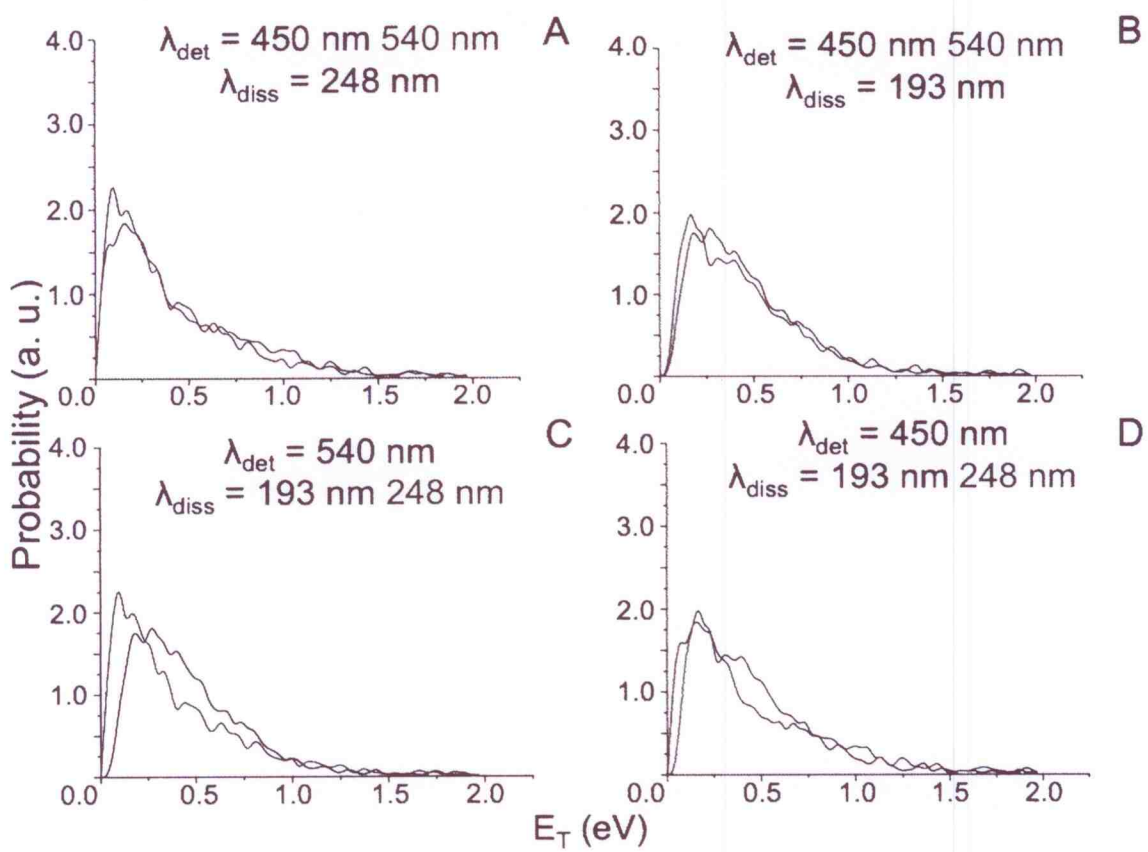 A
λdet = 450 nm 540 nm
λdiss = 248 nm
4.0
3.0
2.0
1.0
0.0
0.5
1.0
1.5
2.0
B
λdet = 450 nm 540 nm
λdiss = 193 nm
4.0
3.0
2.0
1.0
0.0
0.5
1.0
1.5
2.0
C
λdet = 540 nm
λdiss = 193 nm 248 nm
4.0
3.0
2.0
1.0
0.0
0.5
1.0
1.5
2.0
D
λdet = 450 nm
λdiss = 193 nm 248 nm
4.0
3.0
2.0
1.0
0.0
0.5
1.0
1.5
2.0
Probability (a. u.)
ET (eV)